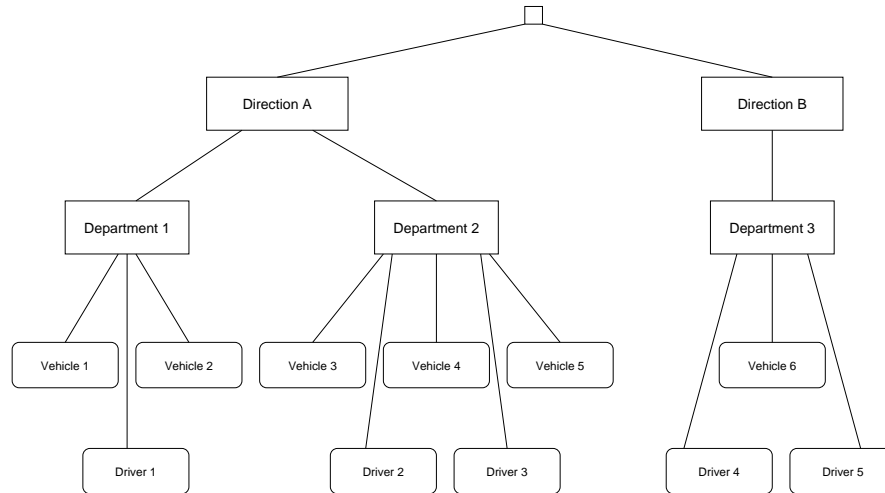 Direction A
Direction B
Department 1
Department 2
Department 3
Vehicle 1
Vehicle 2
Vehicle 3
Vehicle 4
Vehicle 5
Vehicle 6
Driver 1
Driver 2
Driver 3
Driver 4
Driver 5